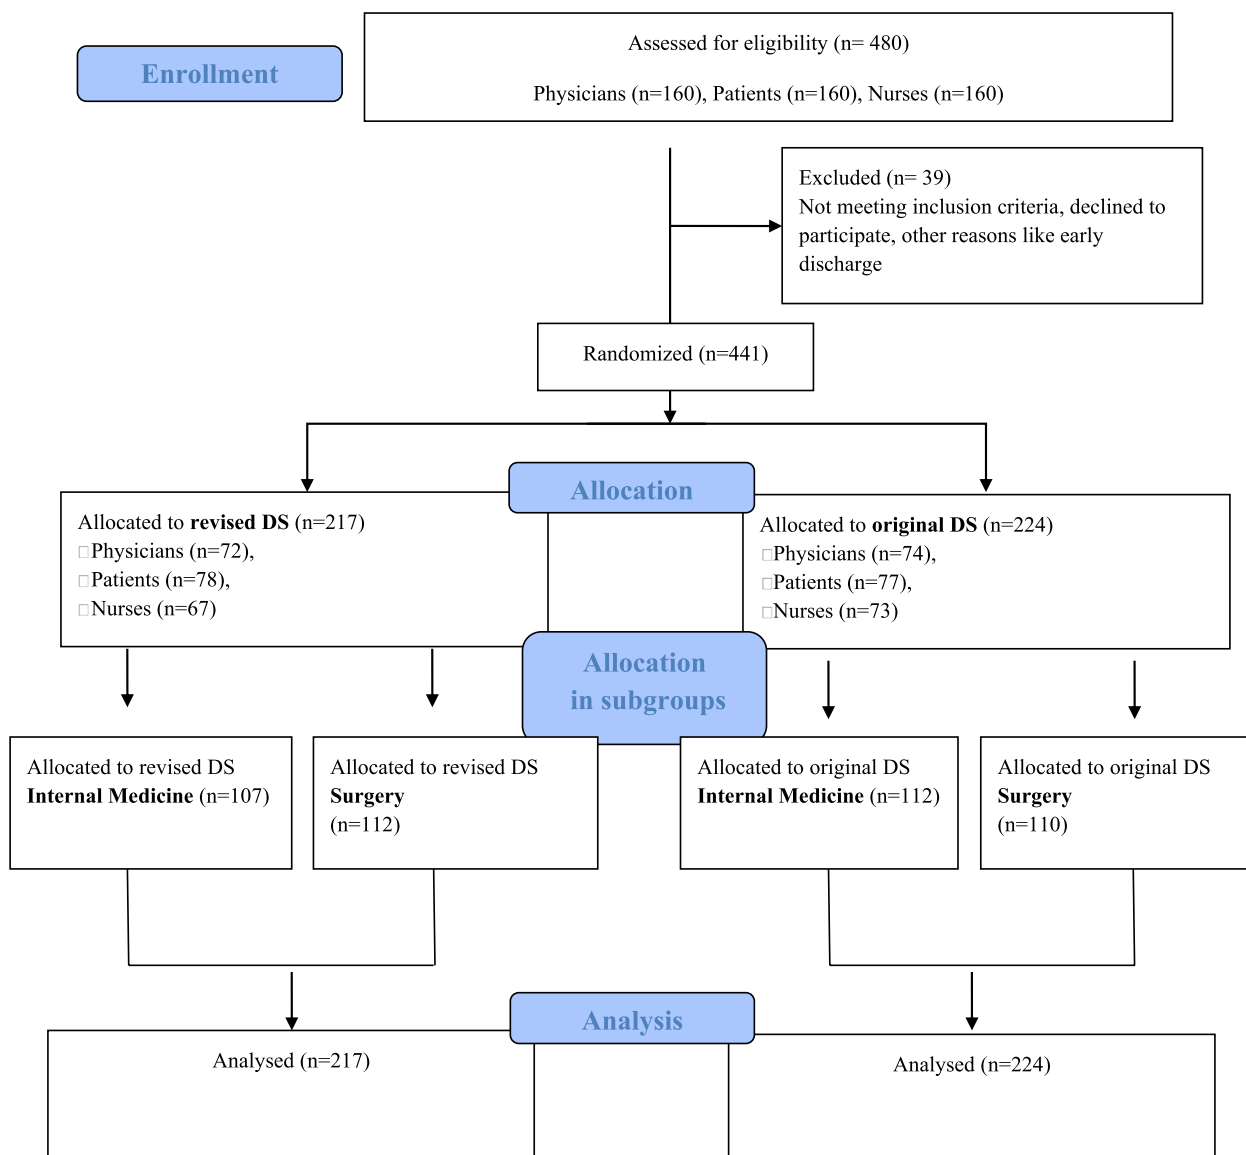 Enrollment
Assessed for eligibility (n= 480)
Physicians (n=160), Patients (n=160), Nurses (n=160)
Excluded (n= 39)
Not meeting inclusion criteria, declined to
participate, other reasons like early
discharge
Randomized (n=441)
Allocation
Allocated to revised DS (n=217)
□Physicians (n=72),
□Patients (n=78),
□Nurses (n=67)
Allocated to original DS (n=224)
□Physicians (n=74),
□Patients (n=77),
□Nurses (n=73)
Allocation
in subgroups
Allocated to revised DS
Internal Medicine (n=107)
Allocated to revised DS
Surgery
(n=112)
Allocated to original DS
Internal Medicine (n=112)
Allocated to original DS
Surgery
(n=110)
Analysis
Analysed (n=217)
Analysed (n=224)